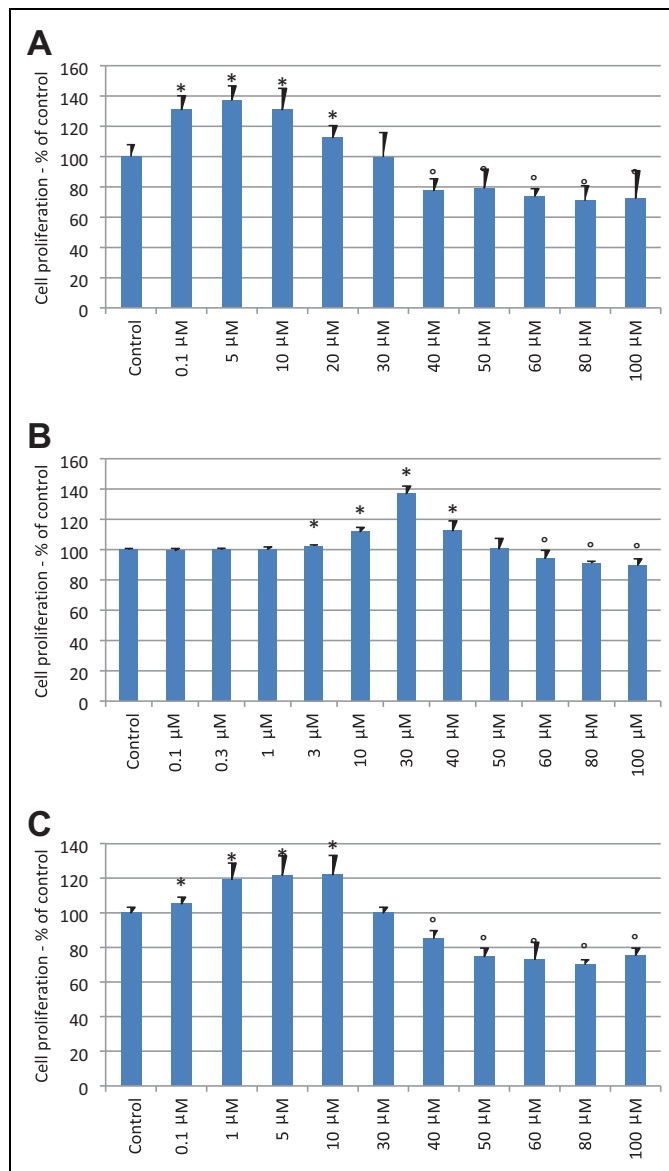 A
Cell proliferation - % of control
160
140
120
100
80
60
40
20
0
* * * * ° ° ° ° °
Control
0.1 µM
5 µM
10 µM
20 µM
30 µM
40 µM
50 µM
60 µM
80 µM
100 µM
B
Cell proliferation - % of control
160
140
120
100
80
60
40
20
0
* * * * ° ° °
Control
0.1 µM
0.3 µM
1 µM
3 µM
10 µM
30 µM
40 µM
50 µM
60 µM
80 µM
100 µM
C
Cell proliferation - % of control
140
120
100
80
60
40
20
0
* * * * ° ° ° ° °
Control
0.1 µM
1 µM
5 µM
10 µM
30 µM
40 µM
50 µM
60 µM
80 µM
100 µM